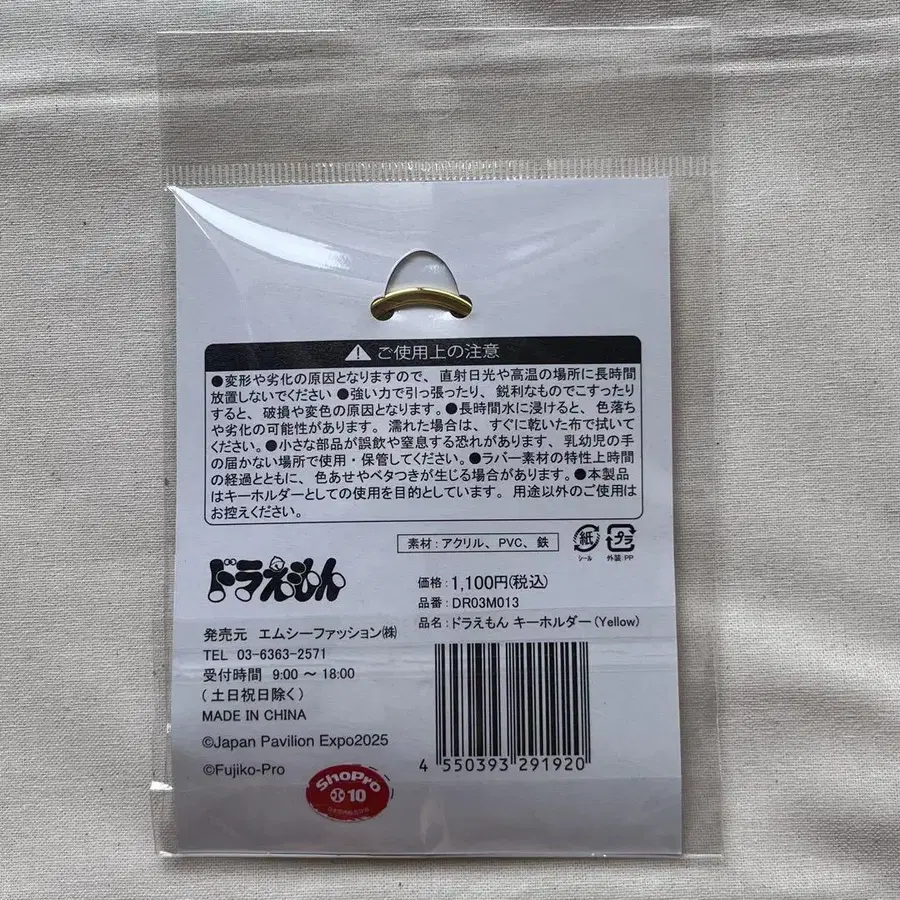 ⚠ ご使用上の注意
●変形や劣化の原因となりますので、直射日光や高温の場所に長時間
放置しないでください ●強い力で引っ張ったり、鋭利なものでこすったり
すると、破損や変色の原因となります。●長時間水に浸けると、色落ち
や劣化の可能性があります。濡れた場合は、すぐに乾いた布で拭いて
ください。●小さな部品が誤飲や窒息する恐れがあります、乳幼児の手
の届かない場所で使用・保管してください。●ラバー素材の特性上時間
の経過とともに、色あせやベタつきが生じる場合があります。●本製品
はキーホルダーとしての使用を目的としています。用途以外のご使用は
お控えください。
素材:アクリル、PVC、鉄
紙
シール
プラ
外装:PP
ドラえもん
価格:1,100円(税込)
品番:DR03M013
品名:ドラえもん キーホルダー(Yellow)
発売元 エムシーファッション㈱
TEL 03-6363-2571
受付時間 9:00 〜 18:00
(土日祝日除く)
MADE IN CHINA
©Japan Pavilion Expo2025
©Fujiko-Pro
4 550393 291920
ShoPro
小 10